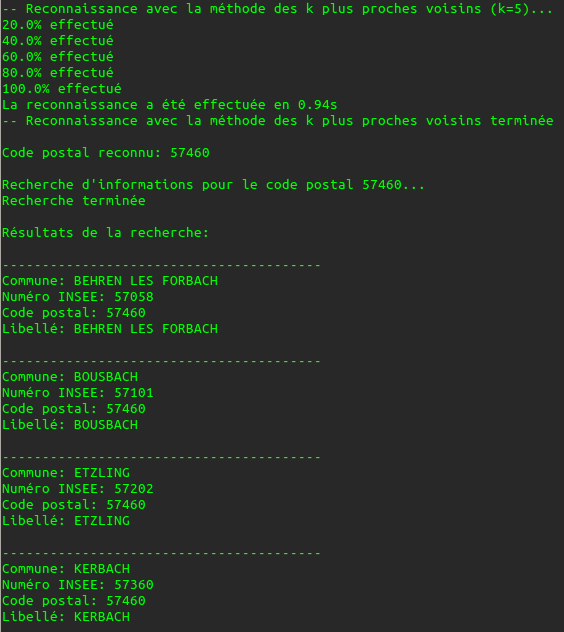 -- Reconnaissance avec la méthode des k plus proches voisins (k=5)...
20.0% effectué
40.0% effectué
60.0% effectué
80.0% effectué
100.0% effectué
La reconnaissance a été effectuée en 0.94s
-- Reconnaissance avec la méthode des k plus proches voisins terminée
Code postal reconnu: 57460
Recherche d'informations pour le code postal 57460...
Recherche terminée
Résultats de la recherche:
----------------------------------------
Commune: BEHREN LES FORBACH
Numéro INSEE: 57058
Code postal: 57460
Libellé: BEHREN LES FORBACH
----------------------------------------
Commune: BOUSBACH
Numéro INSEE: 57101
Code postal: 57460
Libellé: BOUSBACH
----------------------------------------
Commune: ETZLING
Numéro INSEE: 57202
Code postal: 57460
Libellé: ETZLING
----------------------------------------
Commune: KERBACH
Numéro INSEE: 57360
Code postal: 57460
Libellé: KERBACH